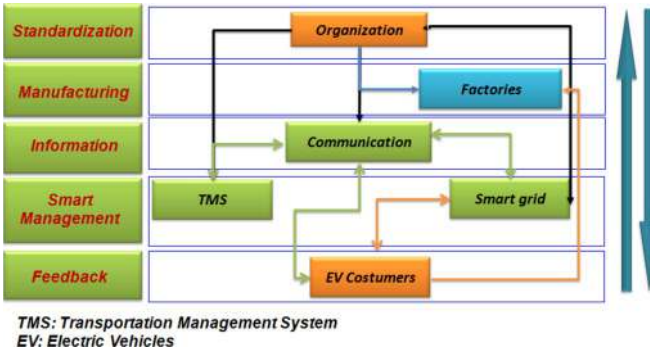 Standardization
Organization
Manufacturing
Factories
Information
Communication
Smart
Management
TMS
Smart grid
Feedback
EV Costumers
TMS: Transportation Management System
EV: Electric Vehicles